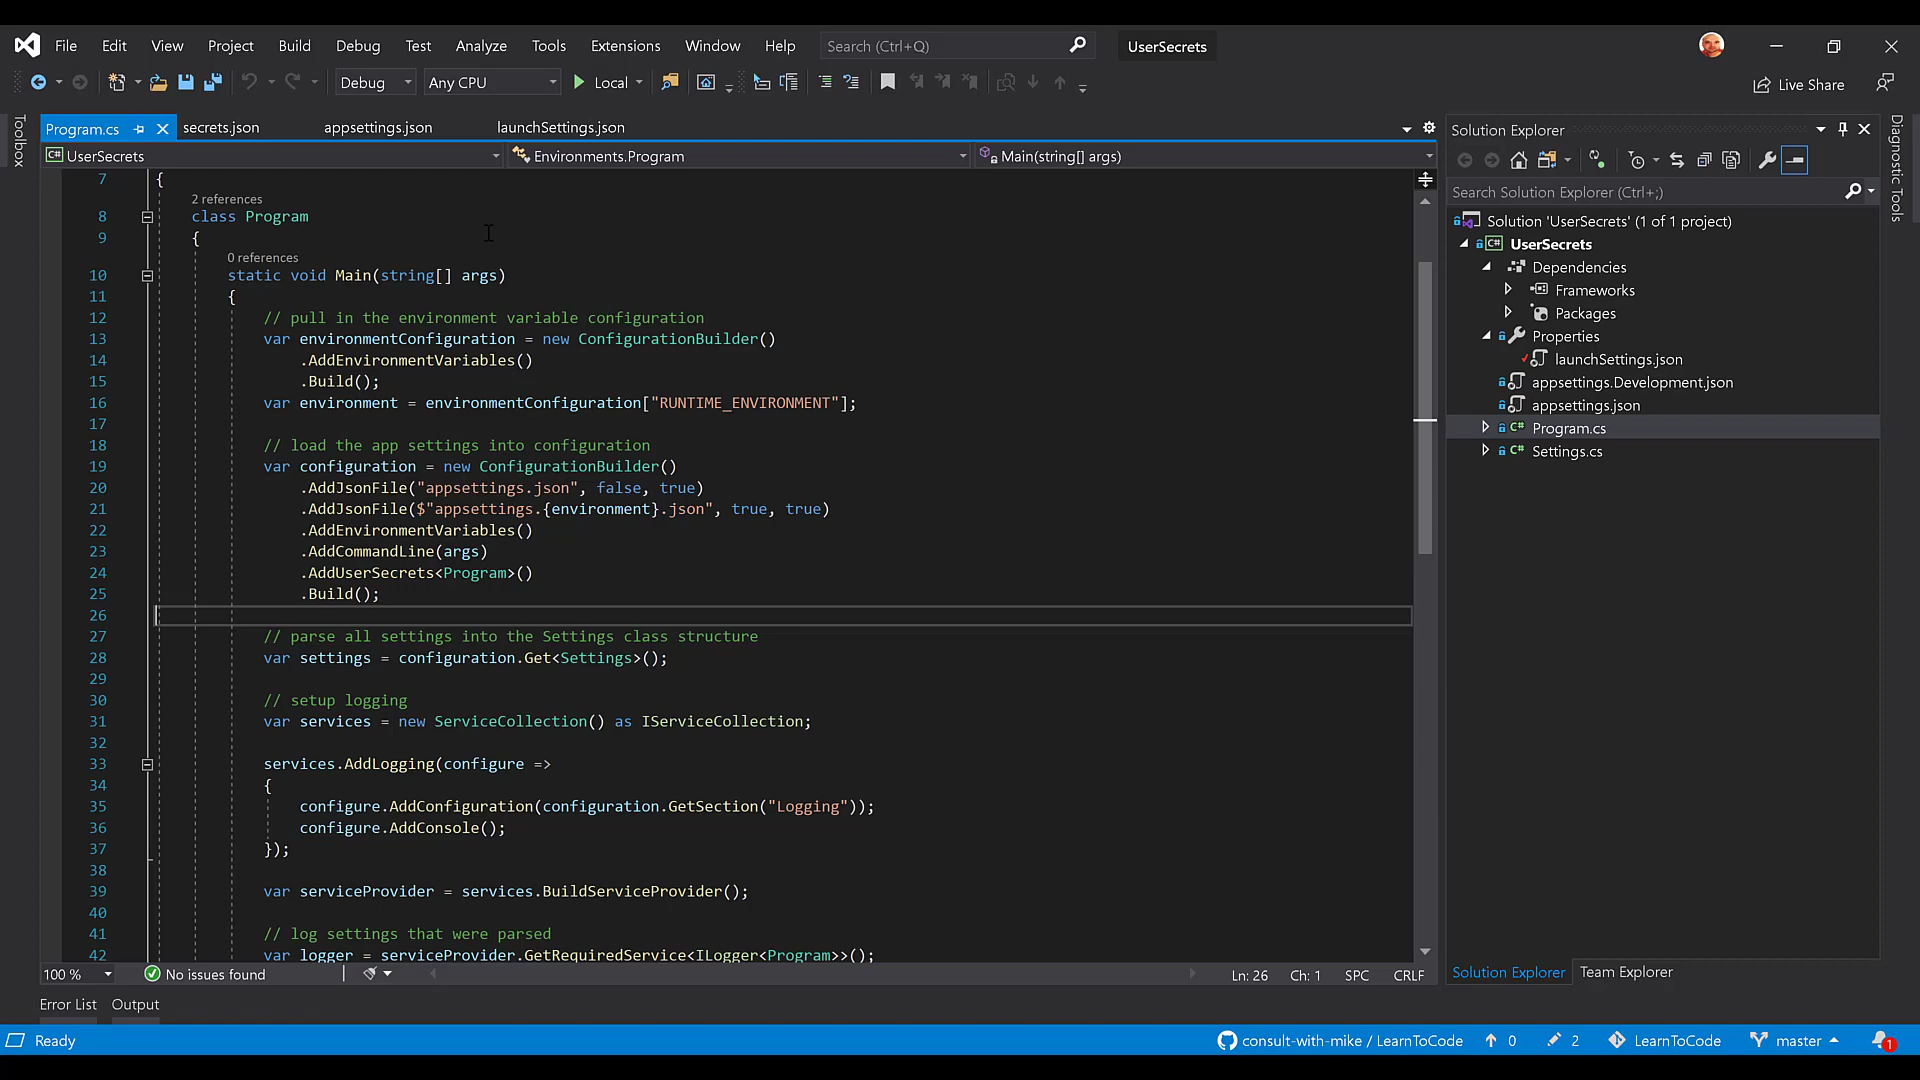 File Edit View Project Build Debug Test Analyze Tools Extensions Window Help Search (Ctrl+Q) UserSecrets
Debug Any CPU Local Live Share
Toolbox
Program.cs secrets.json appsettings.json launchSettings.json
UserSecrets Environments.Program Main(string[] args)
7 {
2 references
8 class Program
9 {
0 references
10 static void Main(string[] args)
11 {
12 // pull in the environment variable configuration
13 var environmentConfiguration = new ConfigurationBuilder()
14 .AddEnvironmentVariables()
15 .Build();
16 var environment = environmentConfiguration["RUNTIME_ENVIRONMENT"];
17
18 // load the app settings into configuration
19 var configuration = new ConfigurationBuilder()
20 .AddJsonFile("appsettings.json", false, true)
21 .AddJsonFile($"appsettings.{environment}.json", true, true)
22 .AddEnvironmentVariables()
23 .AddCommandLine(args)
24 .AddUserSecrets<Program>()
25 .Build();
26
27 // parse all settings into the Settings class structure
28 var settings = configuration.Get<Settings>();
29
30 // setup logging
31 var services = new ServiceCollection() as IServiceCollection;
32
33 services.AddLogging(configure =>
34 {
35 configure.AddConfiguration(configuration.GetSection("Logging"));
36 configure.AddConsole();
37 });
38
39 var serviceProvider = services.BuildServiceProvider();
40
41 // log settings that were parsed
42 var logger = serviceProvider.GetRequiredService<ILogger<Program>>();
100 % No issues found Ln: 26 Ch: 1 SPC CRLF
Solution Explorer
Search Solution Explorer (Ctrl+;)
Solution 'UserSecrets' (1 of 1 project)
C# UserSecrets
Dependencies
Frameworks
Packages
Properties
launchSettings.json
appsettings.Development.json
appsettings.json
C# Program.cs
C# Settings.cs
Solution Explorer Team Explorer
Diagnostic Tools
Error List Output
Ready consult-with-mike / LearnToCode 0 2 LearnToCode master 1